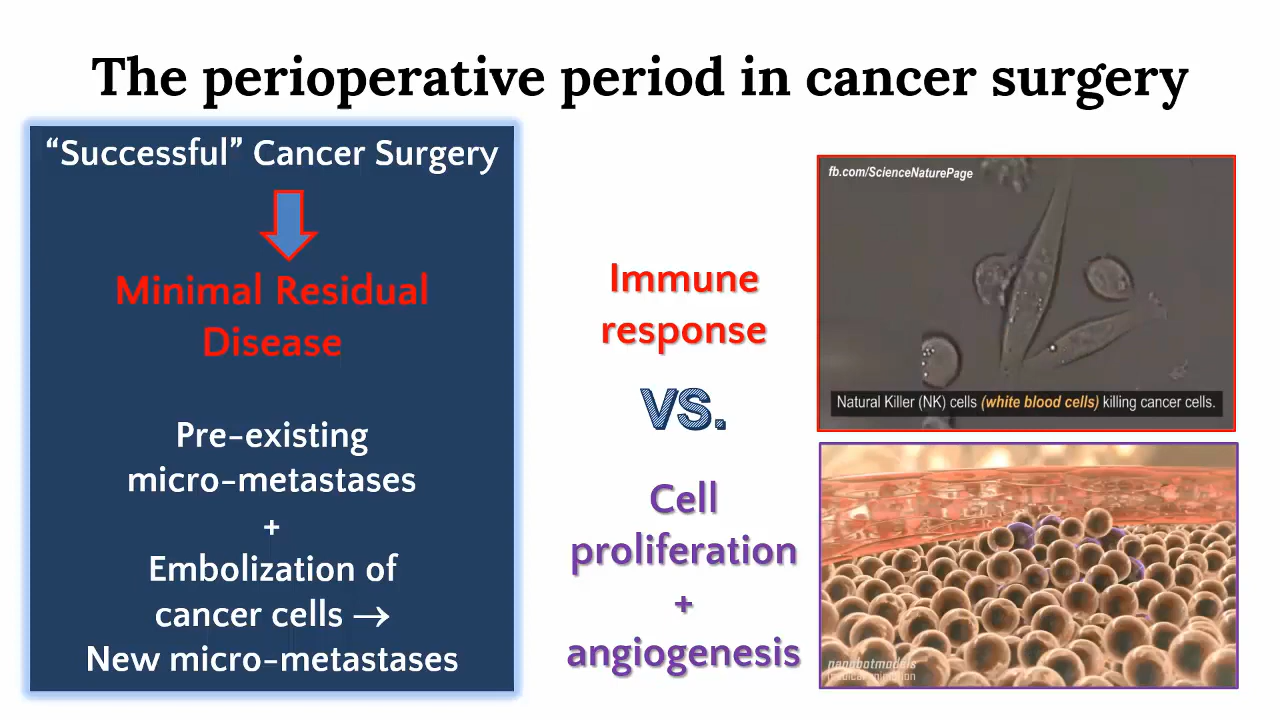 The perioperative period in cancer surgery
“Successful” Cancer Surgery
Minimal Residual
Disease
Pre-existing
micro-metastases
+
Embolization of
cancer cells →
New micro-metastases
Immune
response
VS.
Cell
proliferation
+
angiogenesis
fb.com/ScienceNaturePage
Natural Killer (NK) cells (white blood cells) killing cancer cells.
nanobotmodels
medical animation